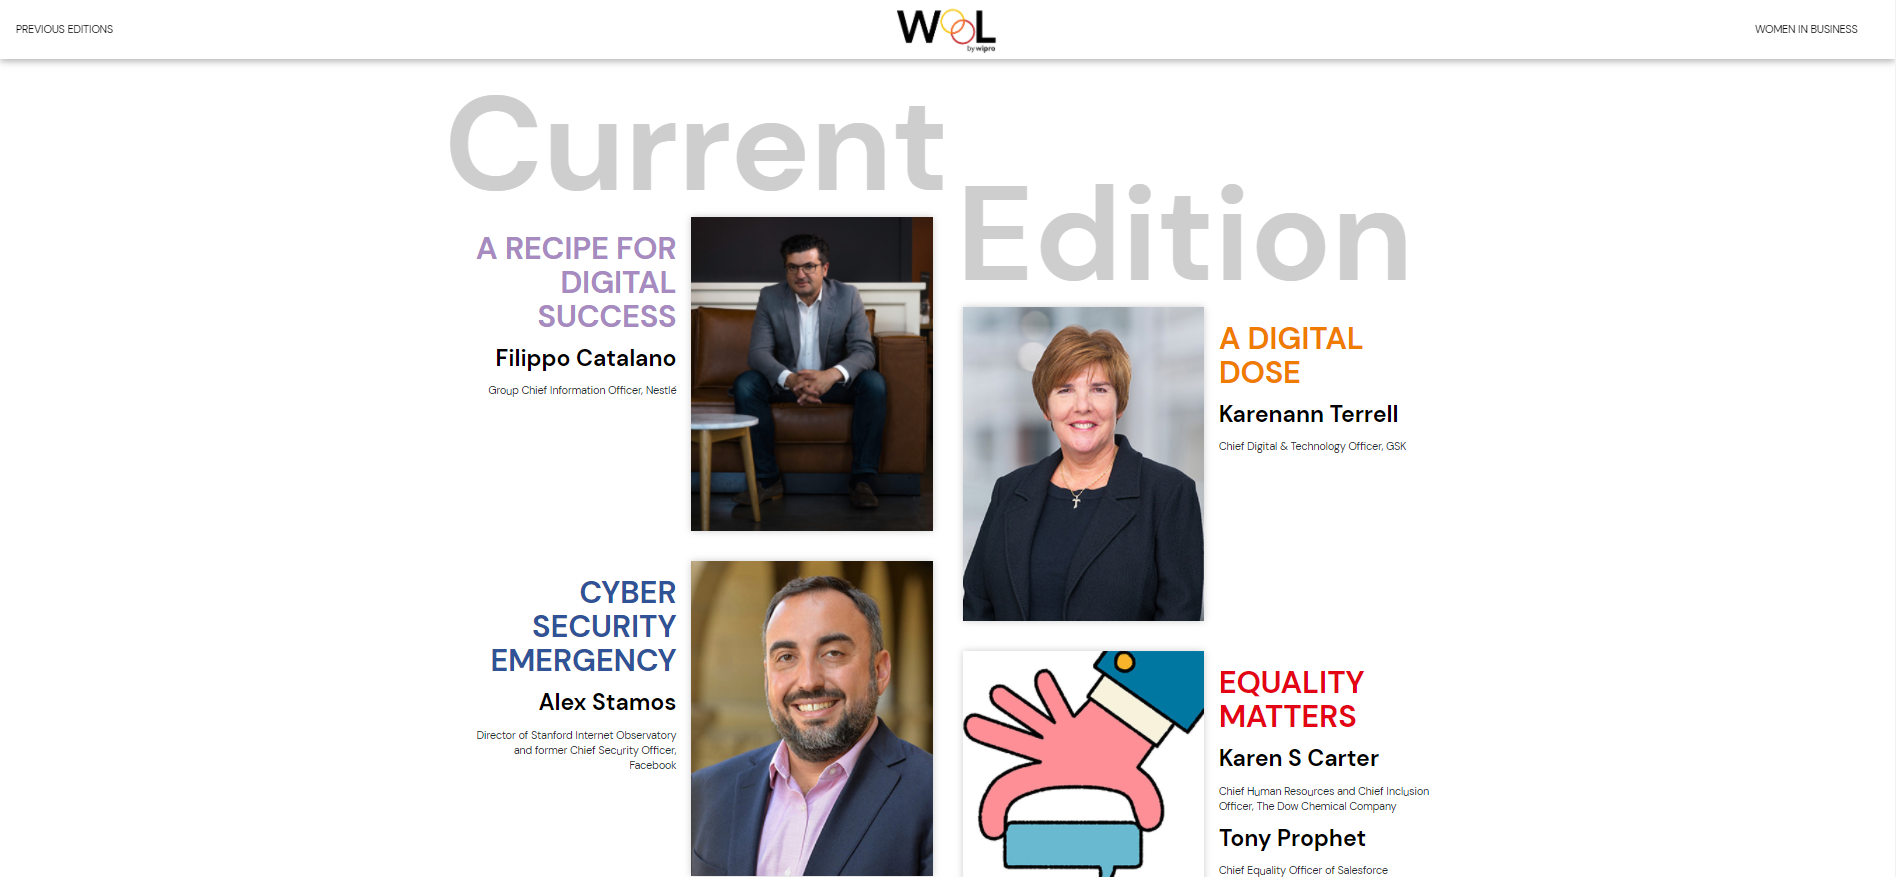 PREVIOUS EDITIONS
WOOL
by wipro
WOMEN IN BUSINESS
Current
Edition
A RECIPE FOR
DIGITAL
SUCCESS
Filippo Catalano
Group Chief Information Officer, Nestlé
A DIGITAL
DOSE
Karenann Terrell
Chief Digital & Technology Officer, GSK
CYBER
SECURITY
EMERGENCY
Alex Stamos
Director of Stanford Internet Observatory
and former Chief Security Officer,
Facebook
EQUALITY
MATTERS
Karen S Carter
Chief Human Resources and Chief Inclusion
Officer, The Dow Chemical Company
Tony Prophet
Chief Equality Officer of Salesforce